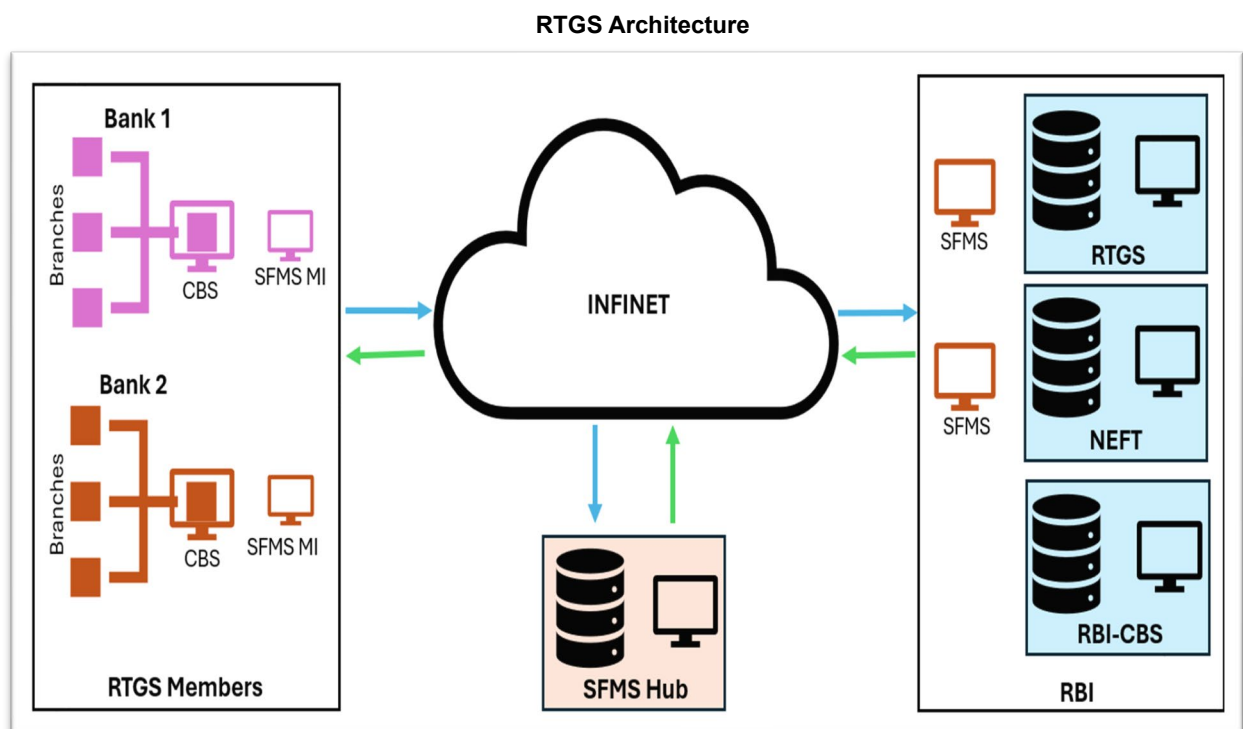 RTGS Architecture
Bank 1
Branches
CBS
SFMS MI
Bank 2
Branches
CBS
SFMS MI
RTGS Members
INFINET
SFMS Hub
SFMS
RTGS
SFMS
NEFT
RBI-CBS
RBI